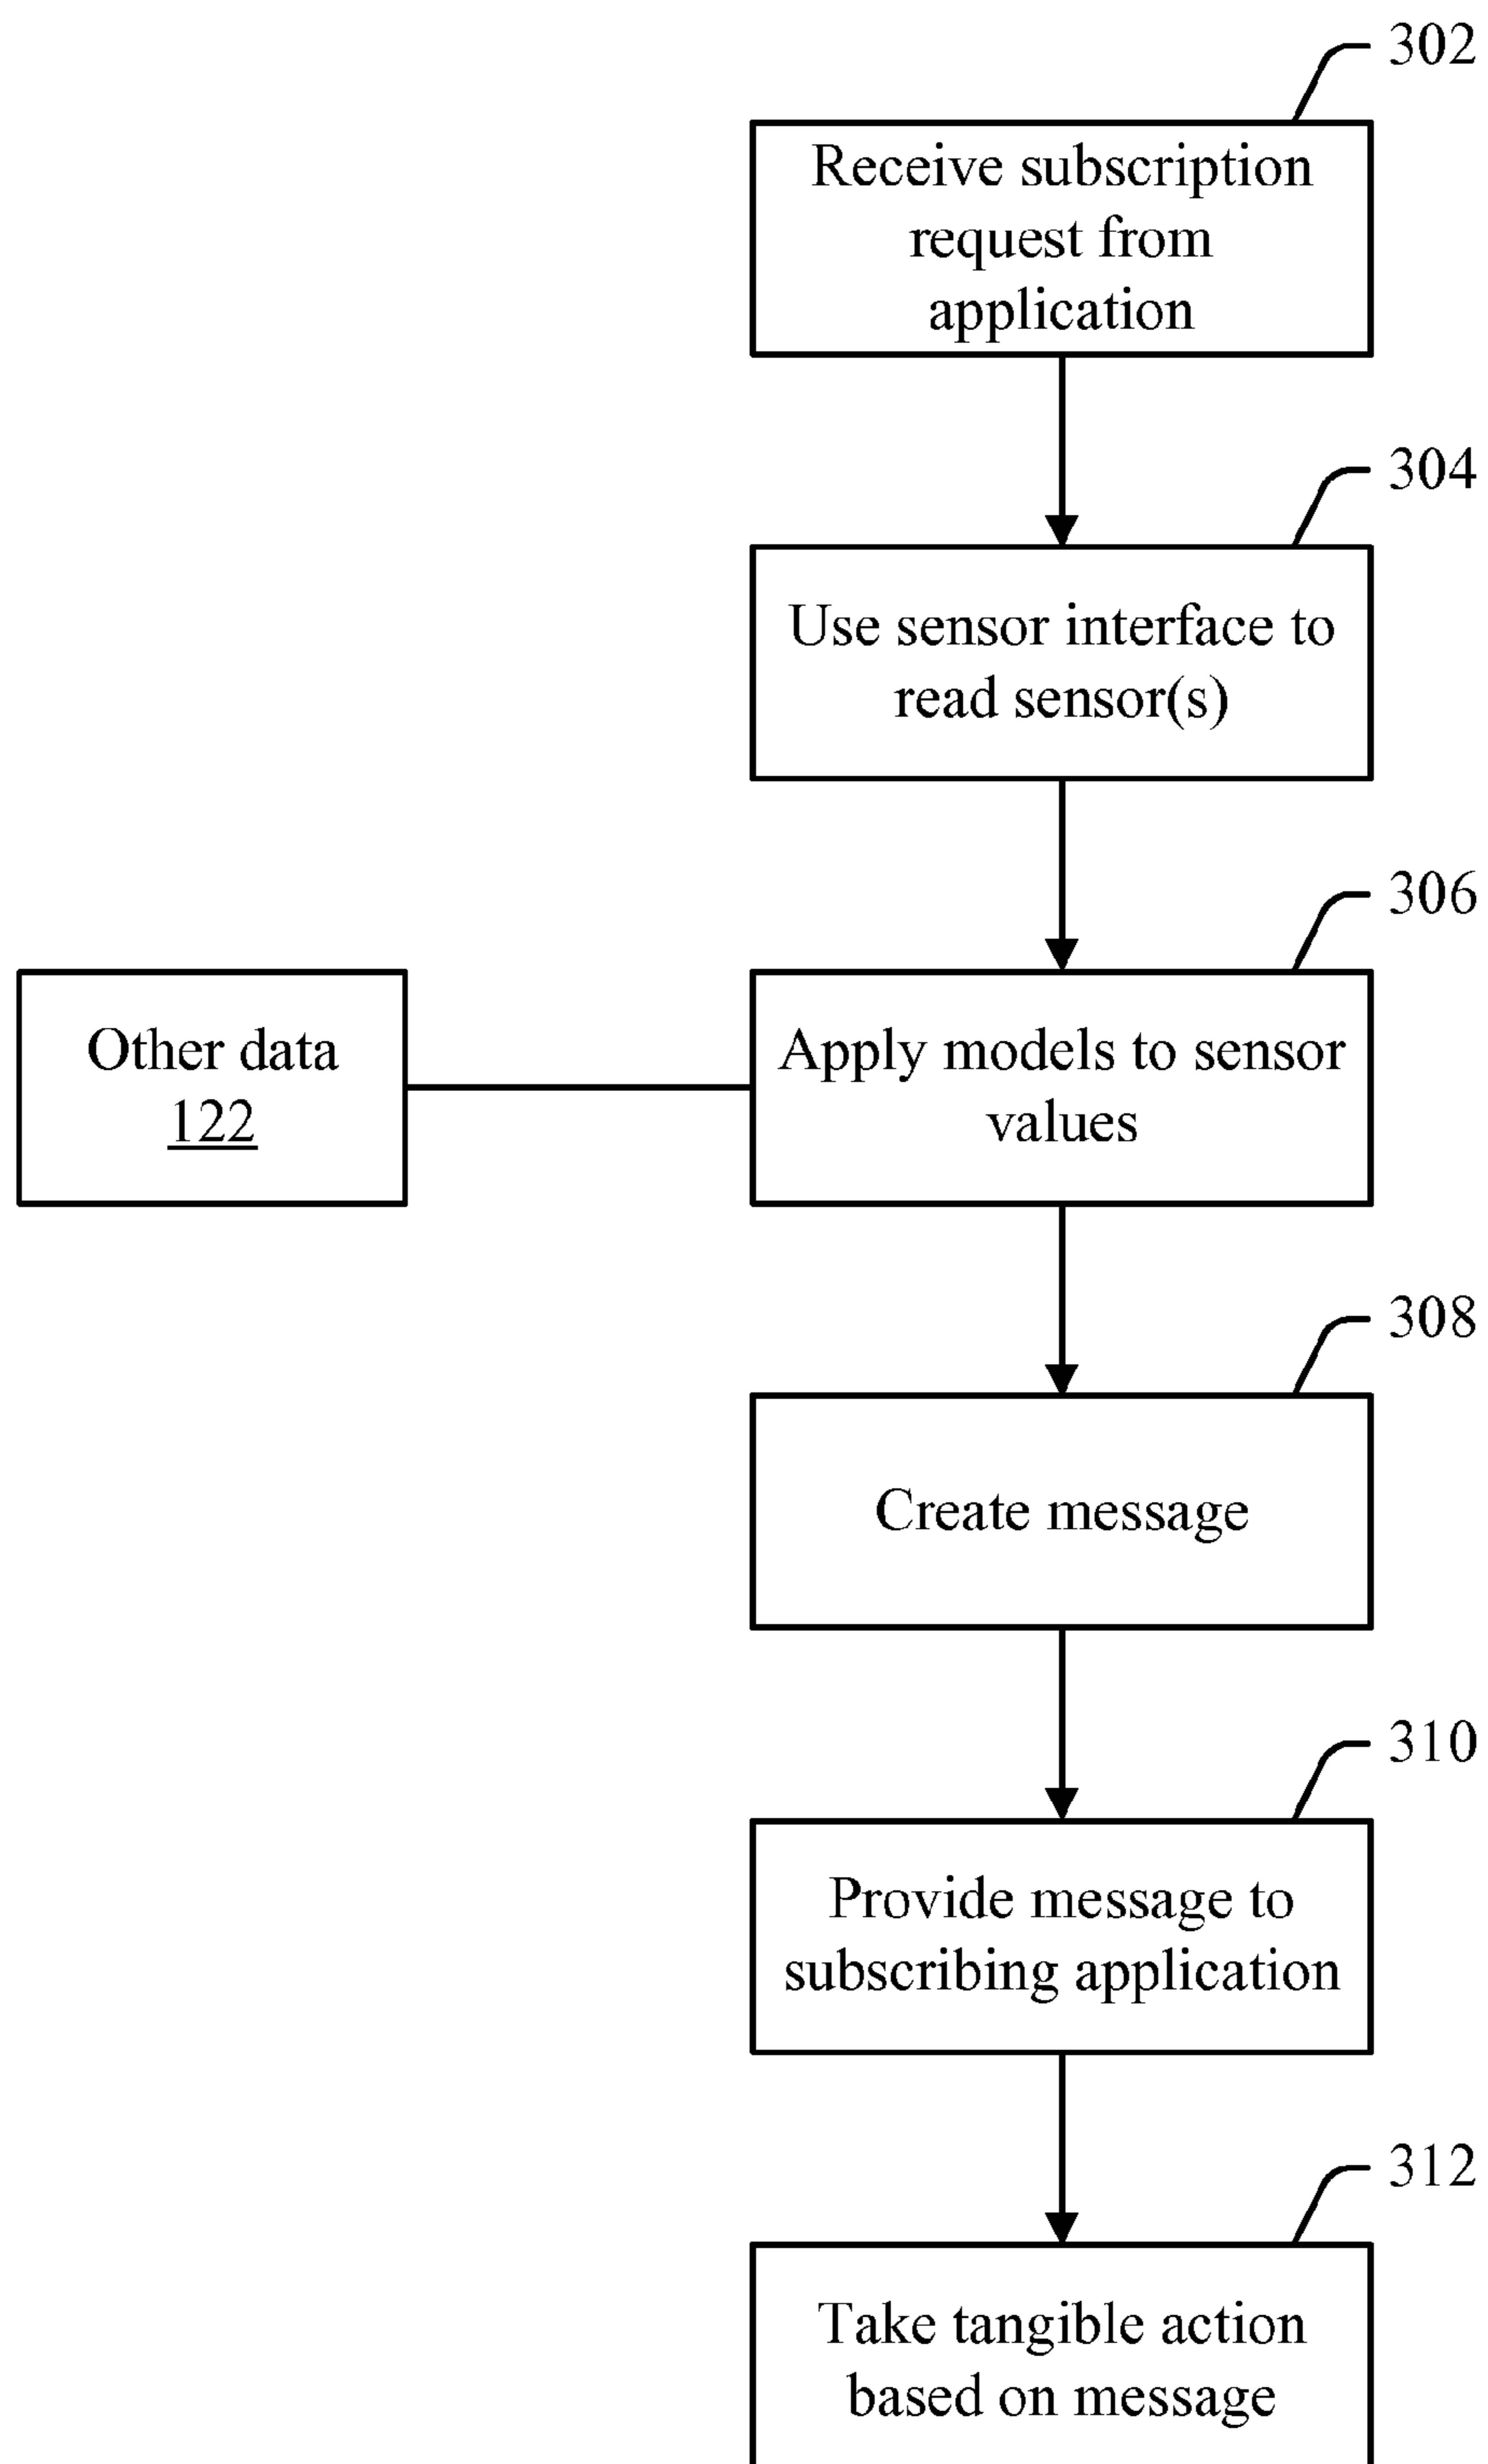 302
Receive subscription
request from
application
304
Use sensor interface to
read sensor(s)
306
Other data
122
Apply models to sensor
values
308
Create message
310
Provide message to
subscribing application
312
Take tangible action
based on message